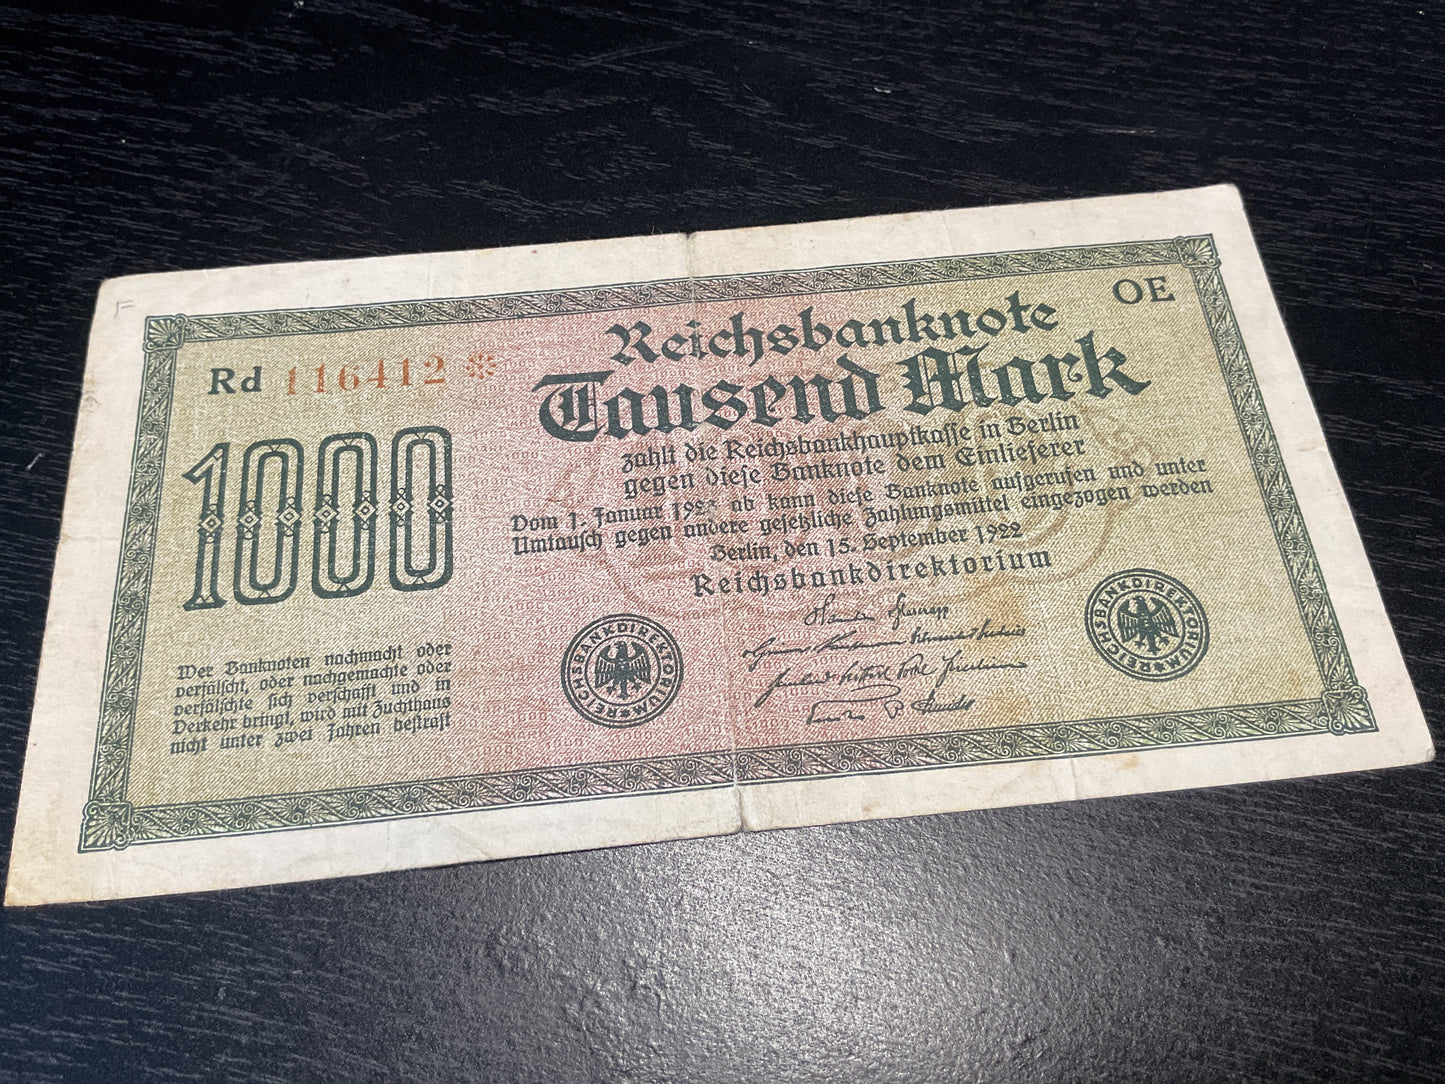 OE
Reichsbanknote
Rd 116412 *
Tausend Mark
1000
zahlt die Reichsbankhauptkasse in Berlin
gegen diese Banknote dem Einlieferer
Vom 1. Januar ab kann diese Banknote aufgerufen und unter
Umtausch gegen andere gesetzliche Zahlungsmittel eingezogen werden
Berlin, den 15. September 1922
Reichsbankdirektorium
Wer Banknoten nachmacht oder
verfälscht, oder nachgemachte oder
verfälschte sich verschafft und in
Verkehr bringt, wird mit Zuchthaus
nicht unter zwei Jahren bestraft
REICHSBANKDIREKTORIUM
REICHSBANKDIREKTORIUM